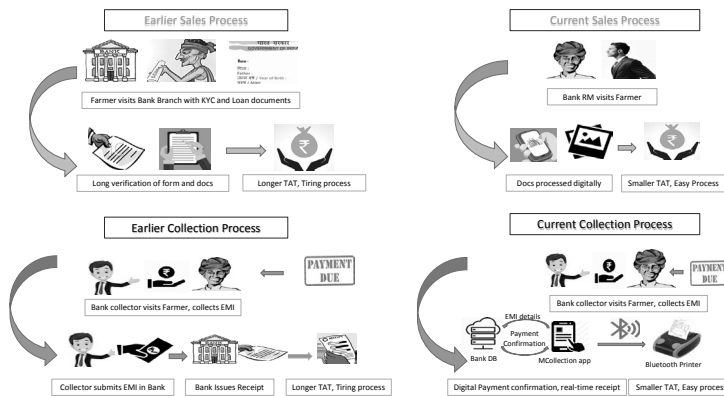 Earlier Sales Process
BANK
Farmer visits Bank Branch with KYC and Loan documents
Long verification of form and docs
Longer TAT, Tiring process
Current Sales Process
Bank RM visits Farmer
Docs processed digitally
Smaller TAT, Easy Process
Earlier Collection Process
PAYMENT
DUE
Bank collector visits Farmer, collects EMI
BANK
Collector submits EMI in Bank
Bank Issues Receipt
Longer TAT, Tiring process
Current Collection Process
PAYMENT
DUE
Bank collector visits Farmer, collects EMI
EMI details
Payment
Confirmation
Bank DB
MCollection app
Bluetooth Printer
Digital Payment confirmation, real-time receipt
Smaller TAT, Easy process